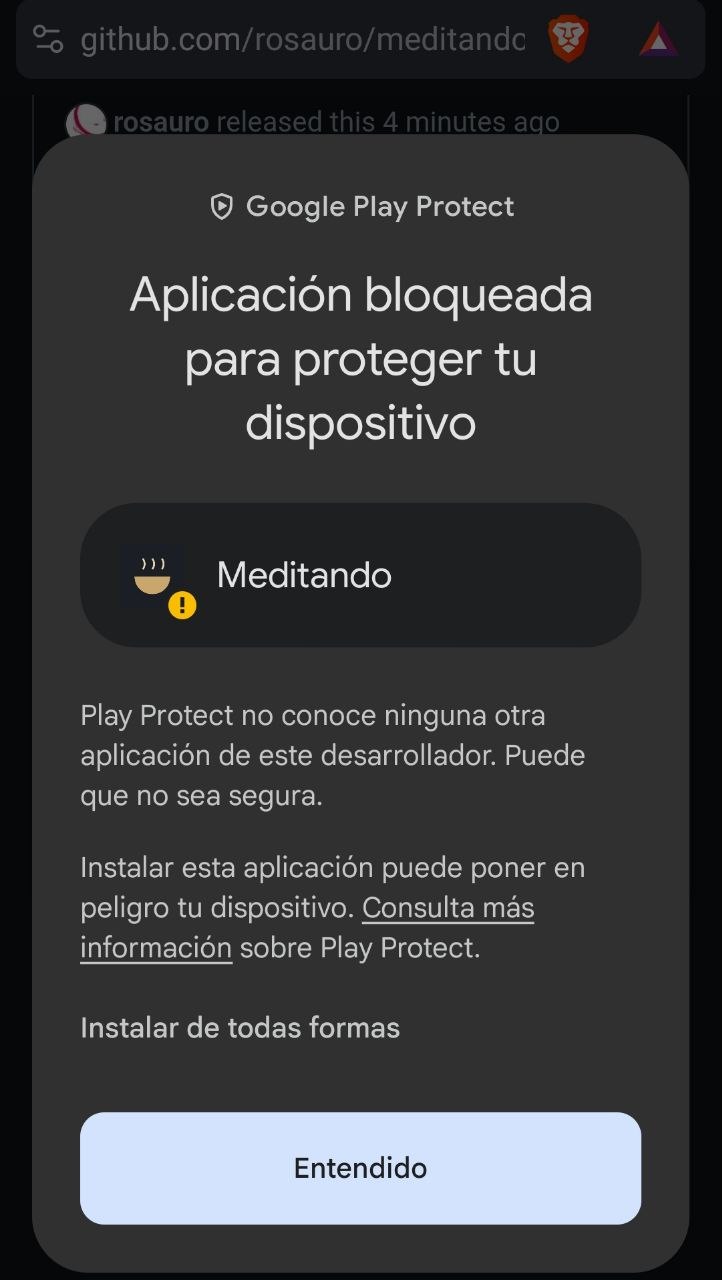 github.com/rosauro/meditando
rosauro released this 4 minutes ago
Google Play Protect
Aplicación bloqueada
para proteger tu
dispositivo
Meditando
Play Protect no conoce ninguna otra
aplicación de este desarrollador. Puede
que no sea segura.
Instalar esta aplicación puede poner en
peligro tu dispositivo. Consulta más
información sobre Play Protect.
Instalar de todas formas
Entendido